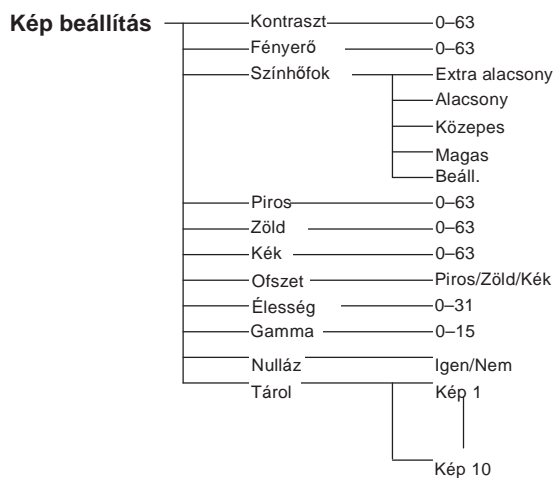 Kép beállítás Kontraszt 0–63
Fényerő 0–63
Színhőfok Extra alacsony
Alacsony
Közepes
Magas
Beáll.
Piros 0–63
Zöld 0–63
Kék 0–63
Ofszet Piros/Zöld/Kék
Élesség 0–31
Gamma 0–15
Nulláz Igen/Nem
Tárol Kép 1
Kép 10